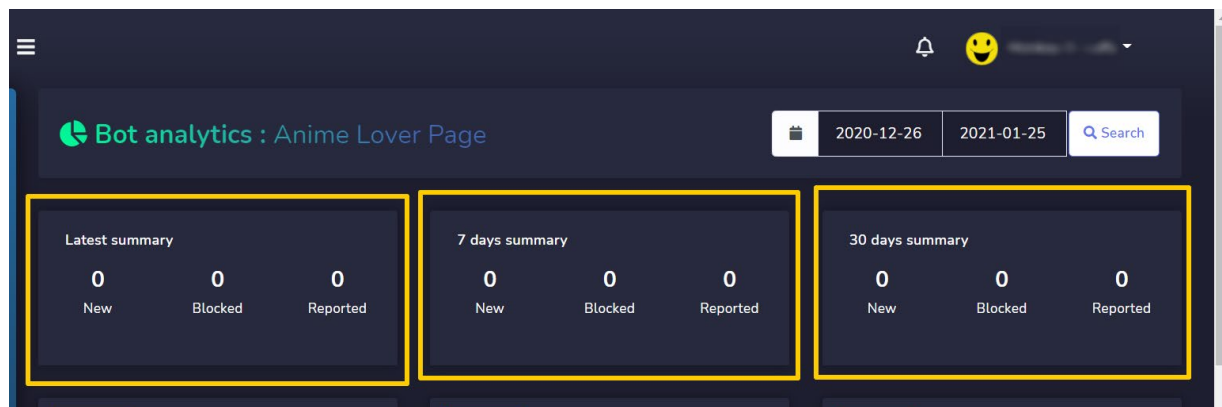 Bot analytics : Anime Lover Page
2020-12-26 2021-01-25 Search
Latest summary
0 0 0
New Blocked Reported
7 days summary
0 0 0
New Blocked Reported
30 days summary
0 0 0
New Blocked Reported